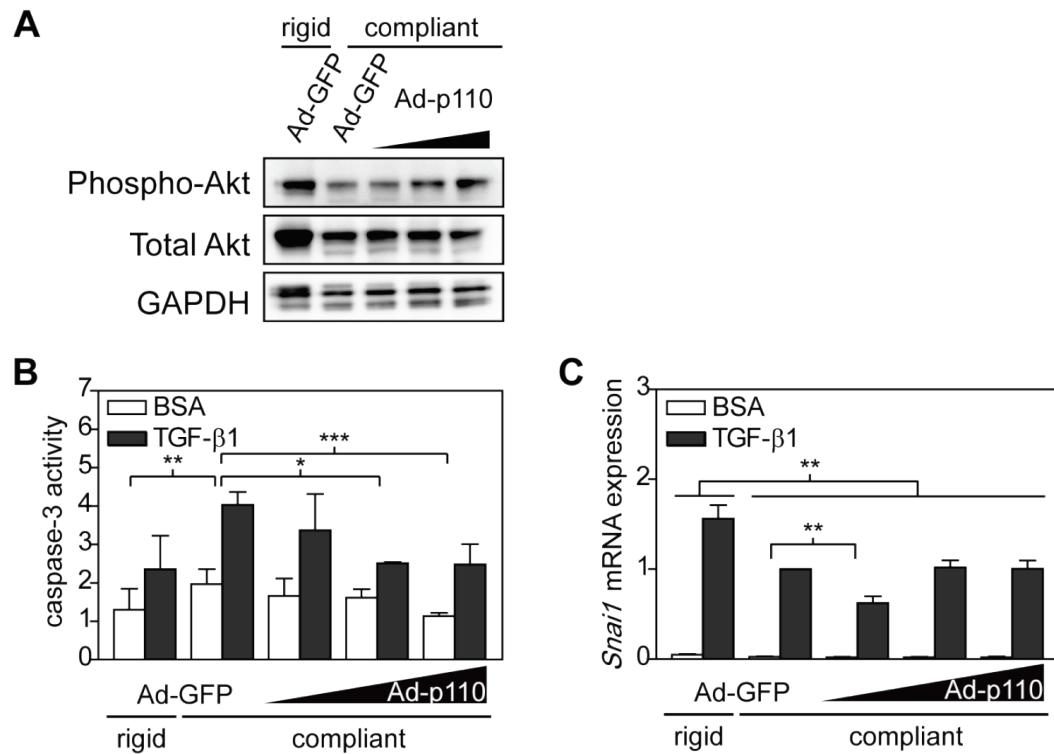 A
rigid compliant
Ad-GFP Ad-GFP Ad-p110
Phospho-Akt
Total Akt
GAPDH
B
caspase-3 activity
7
6
5
4
3
2
1
0
BSA
TGF-β1
**
*
***
Ad-GFP Ad-p110
rigid compliant
C
Snai1 mRNA expression
3
2
1
0
BSA
TGF-β1
**
**
Ad-GFP Ad-p110
rigid compliant